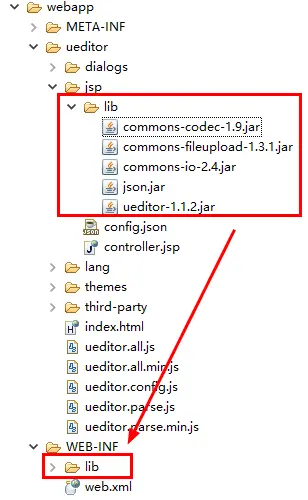 webapp
META-INF
ueditor
dialogs
jsp
lib
commons-codec-1.9.jar
commons-fileupload-1.3.1.jar
commons-io-2.4.jar
json.jar
ueditor-1.1.2.jar
config.json
controller.jsp
lang
themes
third-party
index.html
ueditor.all.js
ueditor.all.min.js
ueditor.config.js
ueditor.parse.js
ueditor.parse.min.js
WEB-INF
lib
web.xml